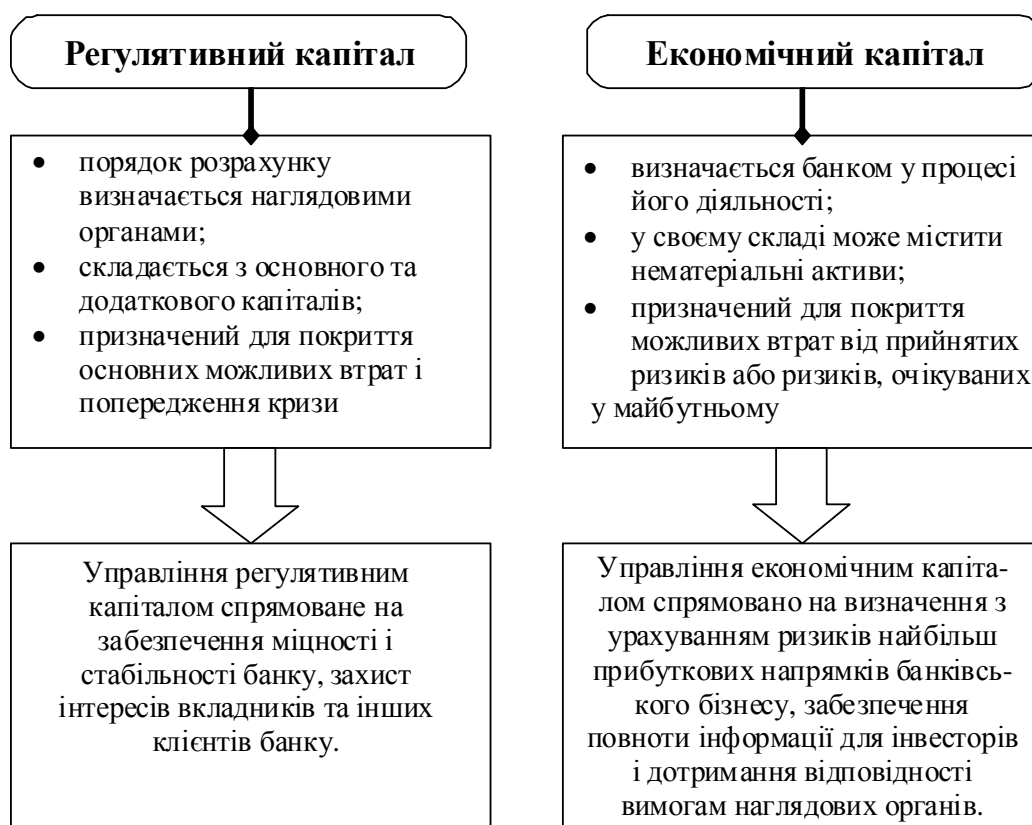 Регулятивний капітал
• порядок розрахунку
визначається наглядовими
органами;
• складається з основного та
додаткового капіталів;
• призначений для покриття
основних можливих втрат і
попередження кризи
Управління регулятивним
капіталом спрямоване на
забезпечення міцності і
стабільності банку, захист
інтересів вкладників та інших
клієнтів банку.
Економічний капітал
• визначається банком у процесі
його діяльності;
• у своєму складі може містити
нематеріальні активи;
• призначений для покриття
можливих втрат від прийнятих
ризиків або ризиків, очікуваних
у майбутньому
Управління економічним капіта-
лом спрямовано на визначення з
урахуванням ризиків найбільш
прибуткових напрямків банківсь-
кого бізнесу, забезпечення
повноти інформації для інвесторів
і дотримання відповідності
вимогам наглядових органів.